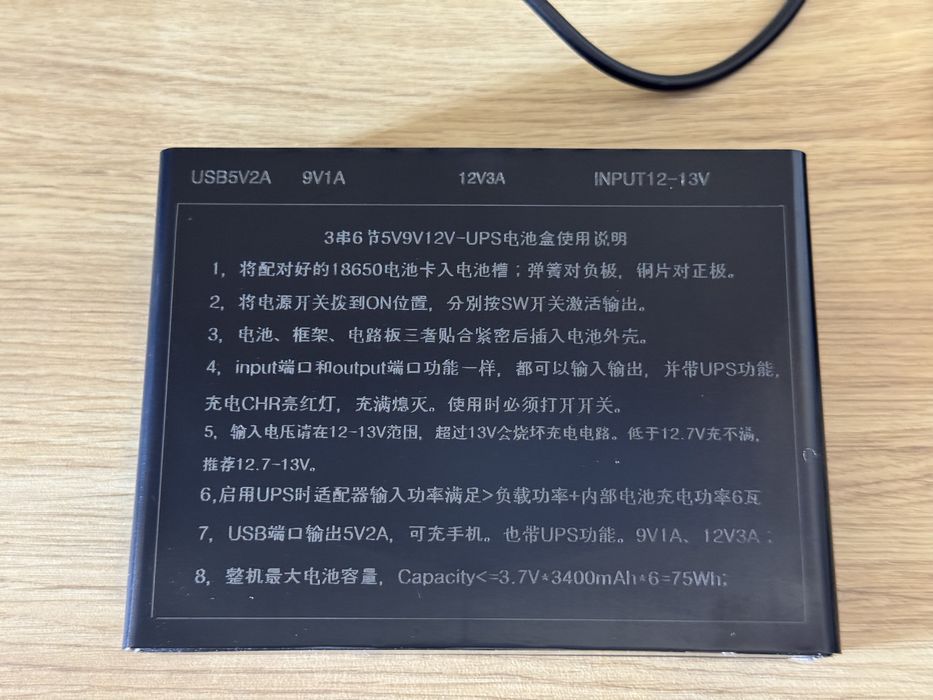 USB5V2A 9V1A 12V3A INPUT12-13V
3串6节5V9V12V-UPS电池盒使用说明
1，将配对好的18650电池卡入电池槽；弹簧对负极，铜片对正极。
2，将电源开关拨到ON位置，分别按SW开关激活输出。
3，电池、框架、电路板三者贴合紧密后插入电池外壳。
4，input端口和output端口功能一样，都可以输入输出，并带UPS功能，
充电CHR亮红灯，充满熄灭。使用时必须打开开关。
5，输入电压请在12-13V范围，超过13V会烧坏充电电路。低于12.7V充不满，
推荐12.7-13V。
6,启用UPS时适配器输入功率满足>负载功率+内部电池充电功率6瓦
7，USB端口输出5V2A，可充手机。也带UPS功能。9V1A、12V3A；
8，整机最大电池容量，Capacity<=3.7V*3400mAh*6=75Wh;